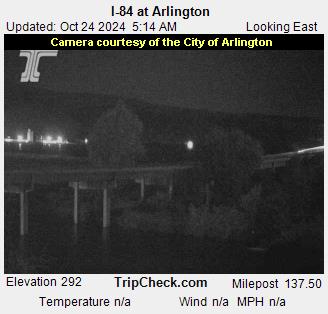 I-84 at Arlington
Updated: Oct 24 2024 5:14 AM Looking East
Camera courtesy of the City of Arlington
Elevation 292 TripCheck.com Milepost 137.50
Temperature n/a Wind n/a MPH n/a